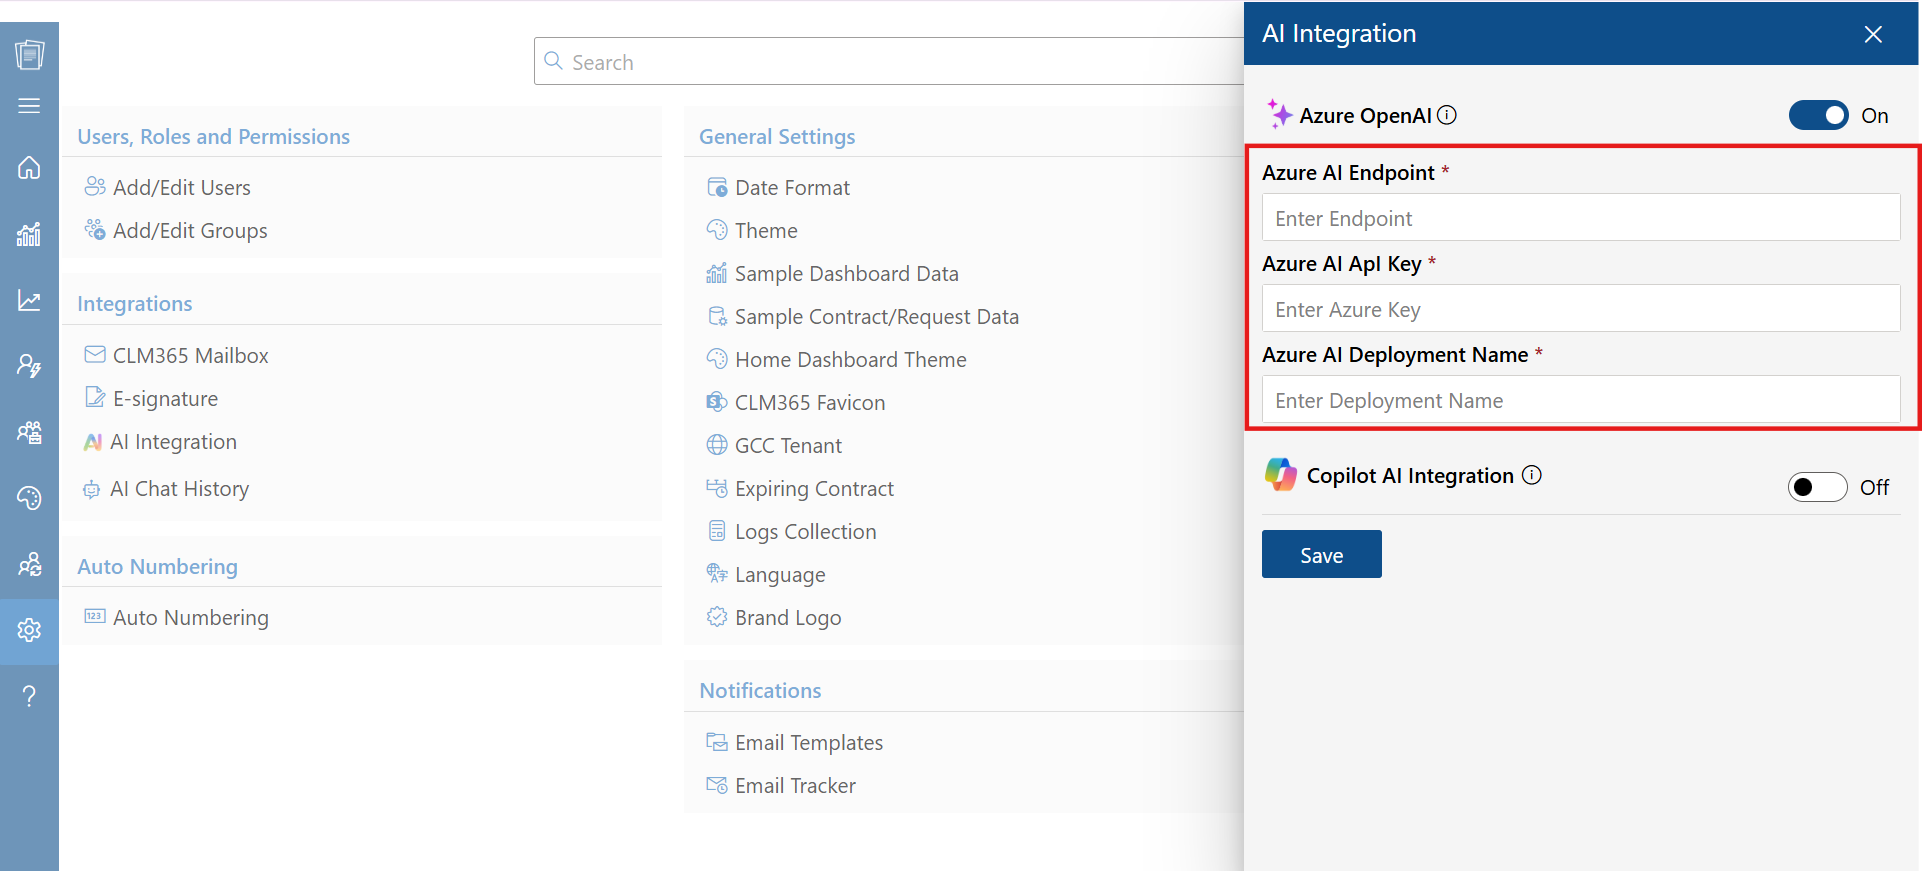 Search
Users, Roles and Permissions
Add/Edit Users
Add/Edit Groups
Integrations
CLM365 Mailbox
E-signature
AI Integration
AI Chat History
Auto Numbering
123 Auto Numbering
General Settings
Date Format
Theme
Sample Dashboard Data
Sample Contract/Request Data
Home Dashboard Theme
CLM365 Favicon
GCC Tenant
Expiring Contract
Logs Collection
Language
Brand Logo
Notifications
Email Templates
Email Tracker
AI Integration
Azure OpenAI
On
Azure AI Endpoint *
Enter Endpoint
Azure AI ApI Key *
Enter Azure Key
Azure AI Deployment Name *
Enter Deployment Name
Copilot AI Integration
Off
Save